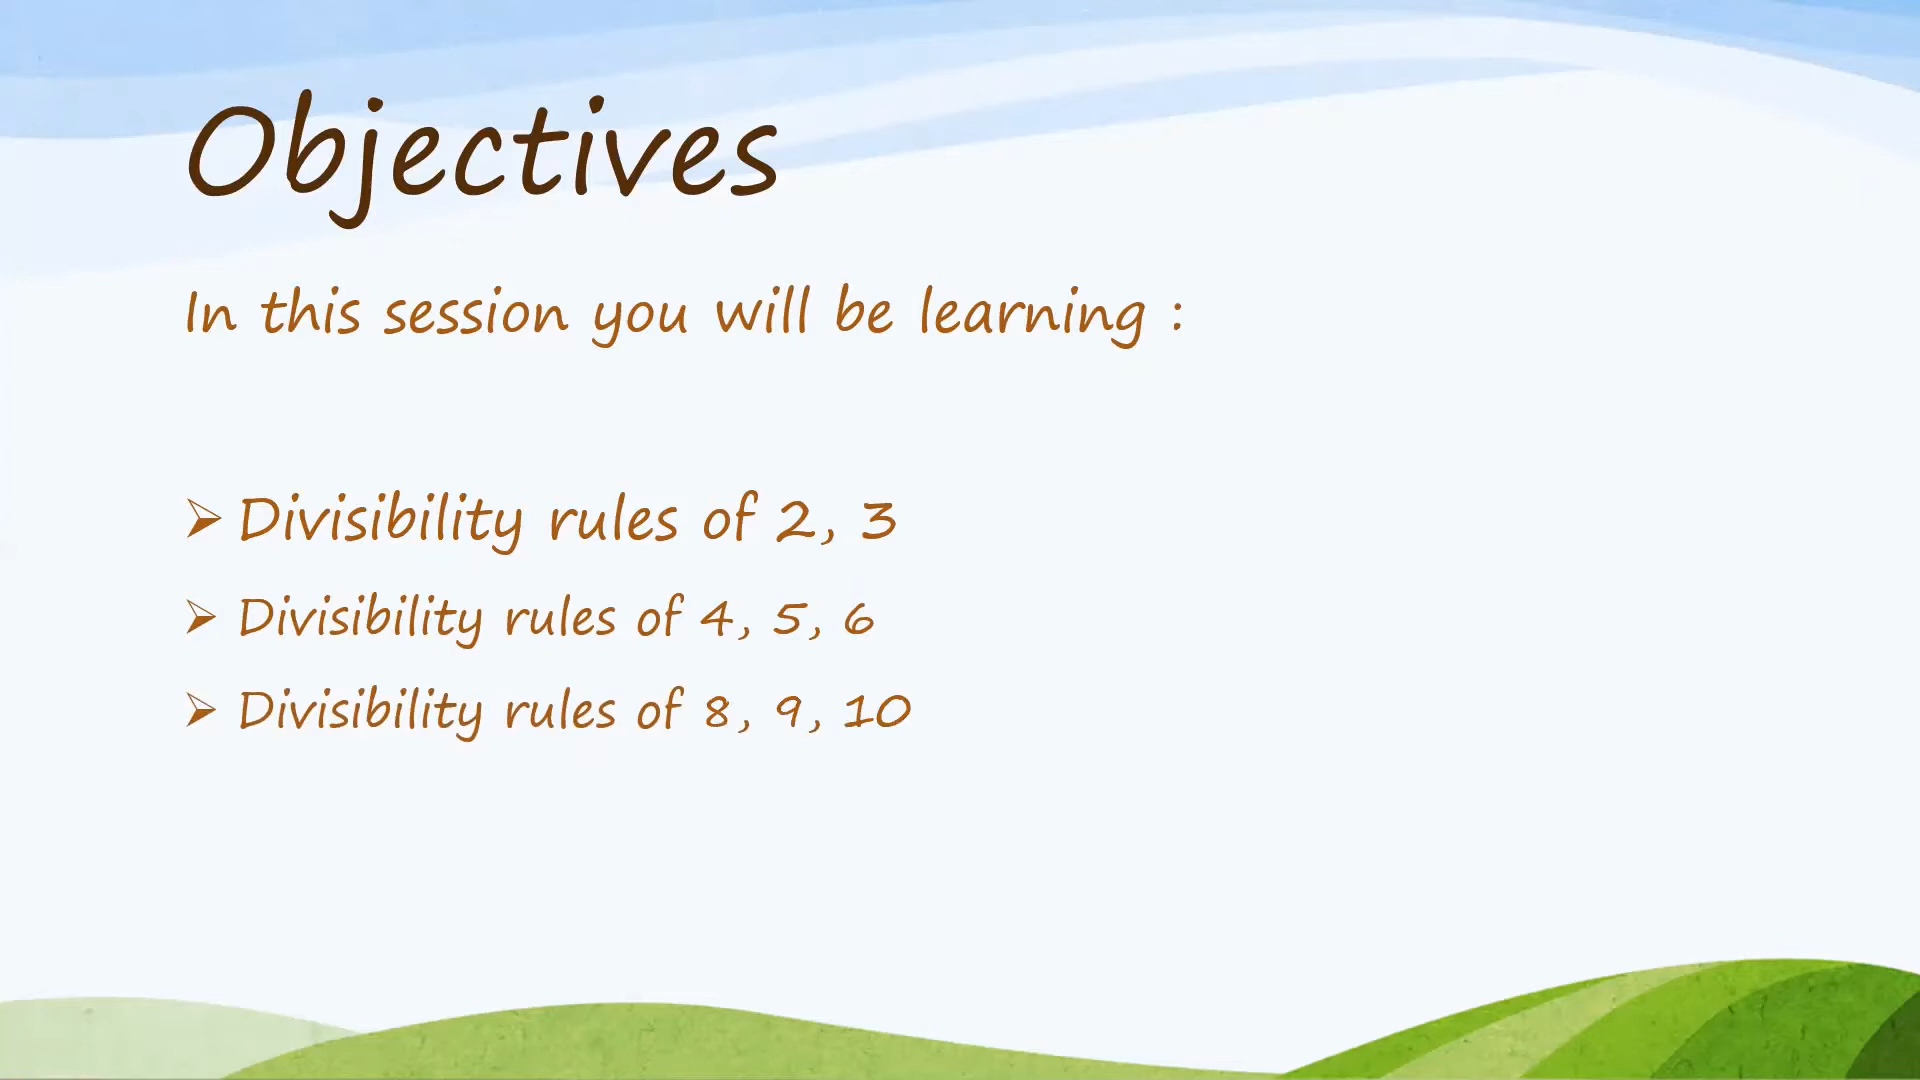 Objectives
In this session you will be learning :
➢ Divisibility rules of 2, 3
➢ Divisibility rules of 4, 5, 6
➢ Divisibility rules of 8, 9, 10